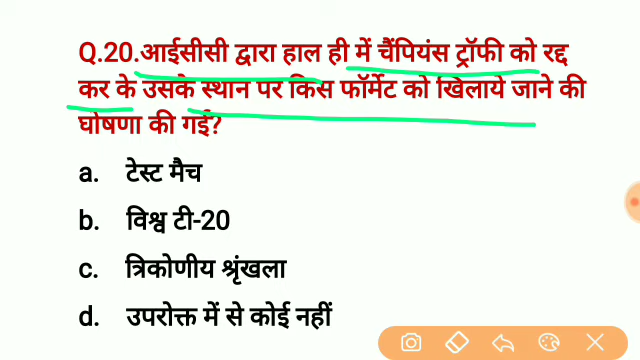 Q.20.आईसीसी द्वारा हाल ही में चैंपियंस ट्रॉफी को रद्द
कर के उसके स्थान पर किस फॉर्मेट को खिलाये जाने की
घोषणा की गई?
a. टेस्ट मैच
b. विश्व टी-20
c. त्रिकोणीय श्रृंखला
d. उपरोक्त में से कोई नहीं